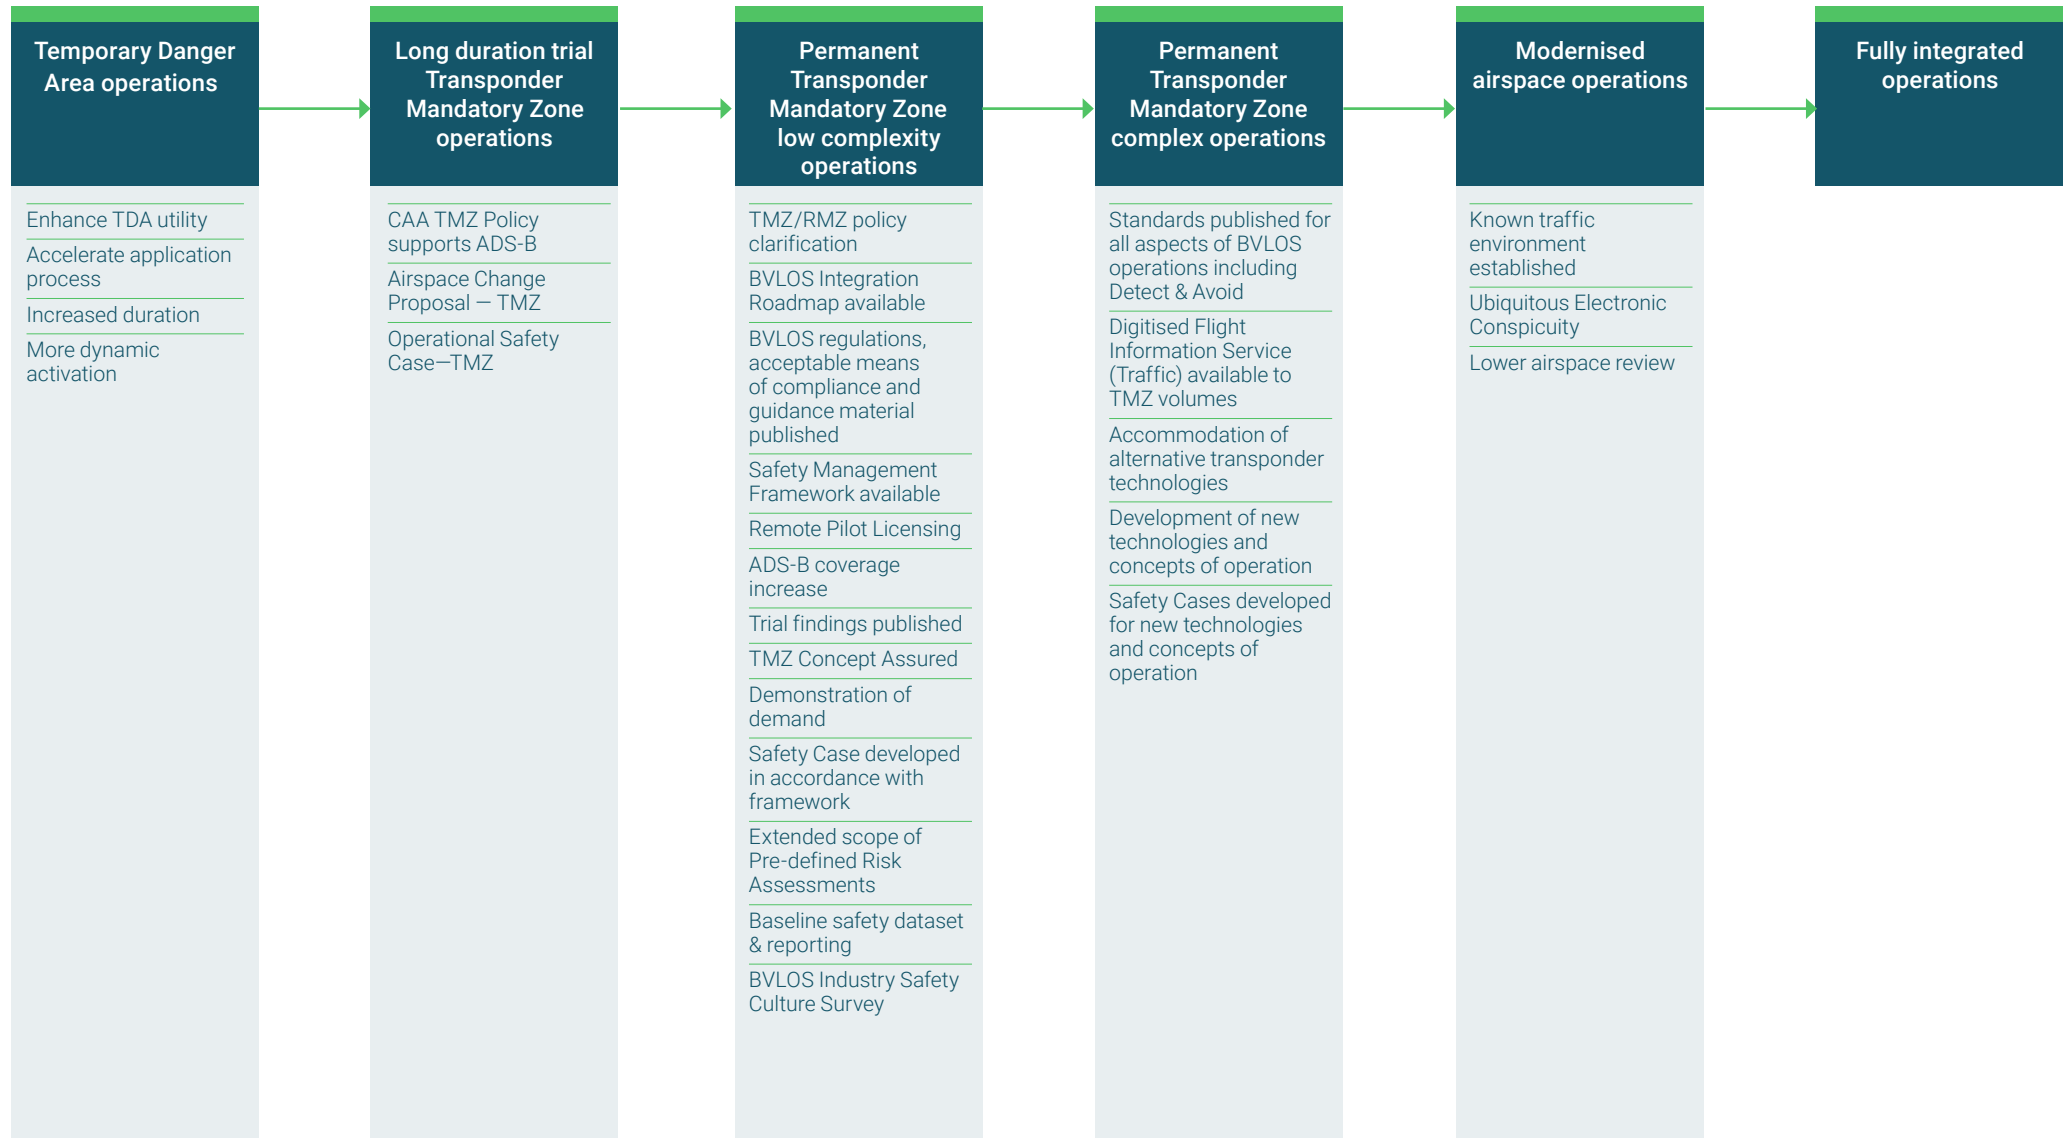 Temporary Danger
Area operations
Enhance TDA utility
Accelerate application
process
Increased duration
More dynamic
activation
Long duration trial
Transponder
Mandatory Zone
operations
CAA TMZ Policy
supports ADS-B
Airspace Change
Proposal — TMZ
Operational Safety
Case—TMZ
Permanent
Transponder
Mandatory Zone
low complexity
operations
TMZ/RMZ policy
clarification
BVLOS Integration
Roadmap available
BVLOS regulations,
acceptable means
of compliance and
guidance material
published
Safety Management
Framework available
Remote Pilot Licensing
ADS-B coverage
increase
Trial findings published
TMZ Concept Assured
Demonstration of
demand
Safety Case developed
in accordance with
framework
Extended scope of
Pre-defined Risk
Assessments
Baseline safety dataset
& reporting
BVLOS Industry Safety
Culture Survey
Permanent
Transponder
Mandatory Zone
complex operations
Standards published for
all aspects of BVLOS
operations including
Detect & Avoid
Digitised Flight
Information Service
(Traffic) available to
TMZ volumes
Accommodation of
alternative transponder
technologies
Development of new
technologies and
concepts of operation
Safety Cases developed
for new technologies
and concepts of
operation
Modernised
airspace operations
Known traffic
environment
established
Ubiquitous Electronic
Conspicuity
Lower airspace review
Fully integrated
operations